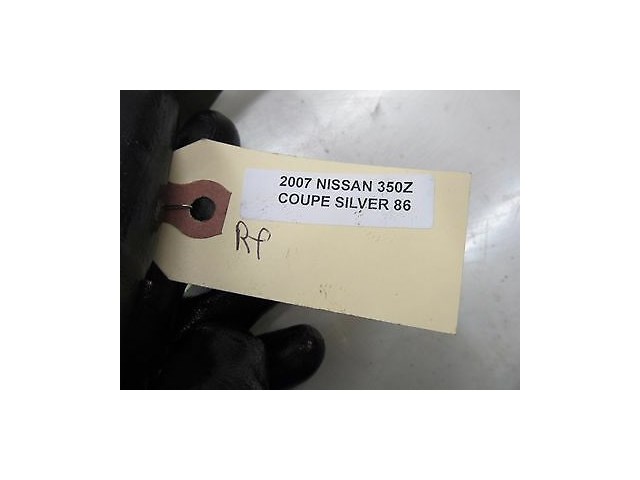 2007 NISSAN 350Z
COUPE SILVER 86
Rf